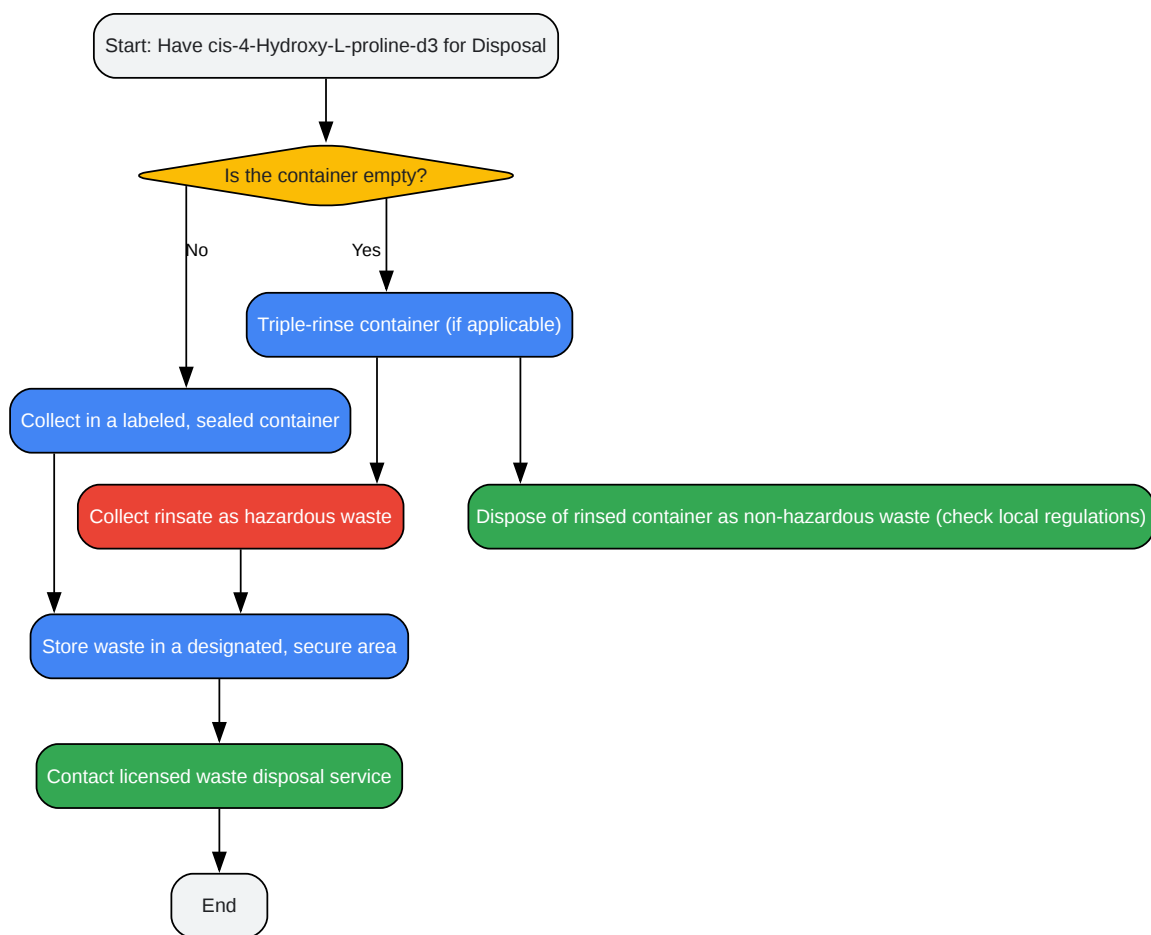 Start: Have cis-4-Hydroxy-L-proline-d3 for Disposal
Is the container empty?
No
Yes
Triple-rinse container (if applicable)
Collect in a labeled, sealed container
Collect rinsate as hazardous waste
Dispose of rinsed container as non-hazardous waste (check local regulations)
Store waste in a designated, secure area
Contact licensed waste disposal service
End